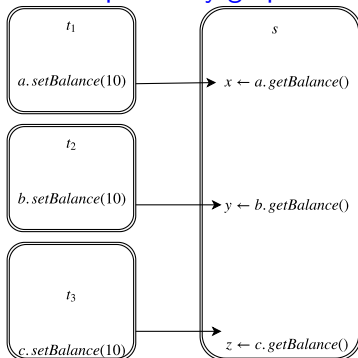 t₁
a.setBalance(10)
t₂
b.setBalance(10)
t₃
c.setBalance(10)
s
x ← a.getBalance()
y ← b.getBalance()
z ← c.getBalance()